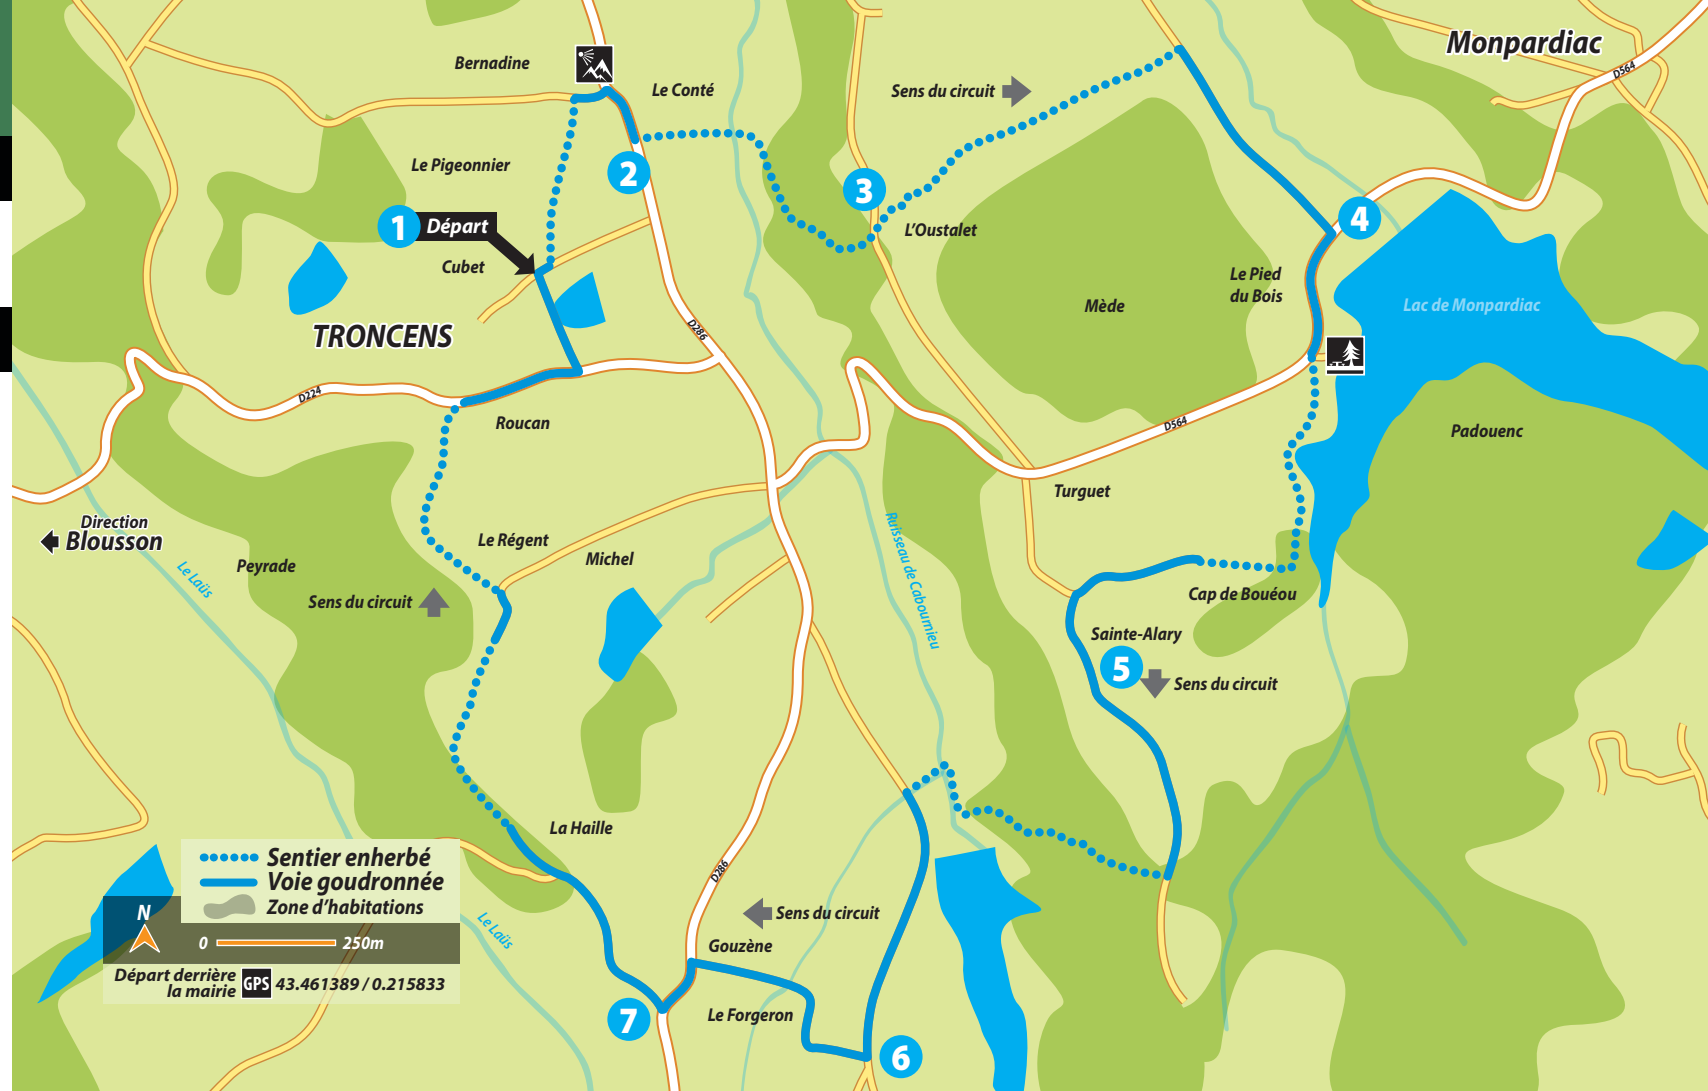 Monpardiac
D564
Bernadine
Le Conté
Sens du circuit
Le Pigeonnier
2
3
1
Départ
4
L'Oustalet
Cubet
Le Pied
du Bois
Mède
Lac de Monpardiac
TRONCENS
D286
D224
Roucan
D564
Padouenc
Turguet
Direction
Blousson
Le Régent
Michel
Ruisseau de Cabournieu
Peyrade
Le Laüs
Sens du circuit
Cap de Bouéou
Sainte-Alary
5
Sens du circuit
La Haille
D286
Sentier enherbé
Voie goudronnée
Zone d'habitations
N
0 250m
Départ derrière
la mairie
GPS 43.461389 / 0.215833
Le Laüs
Sens du circuit
Gouzène
Le Forgeron
7
6